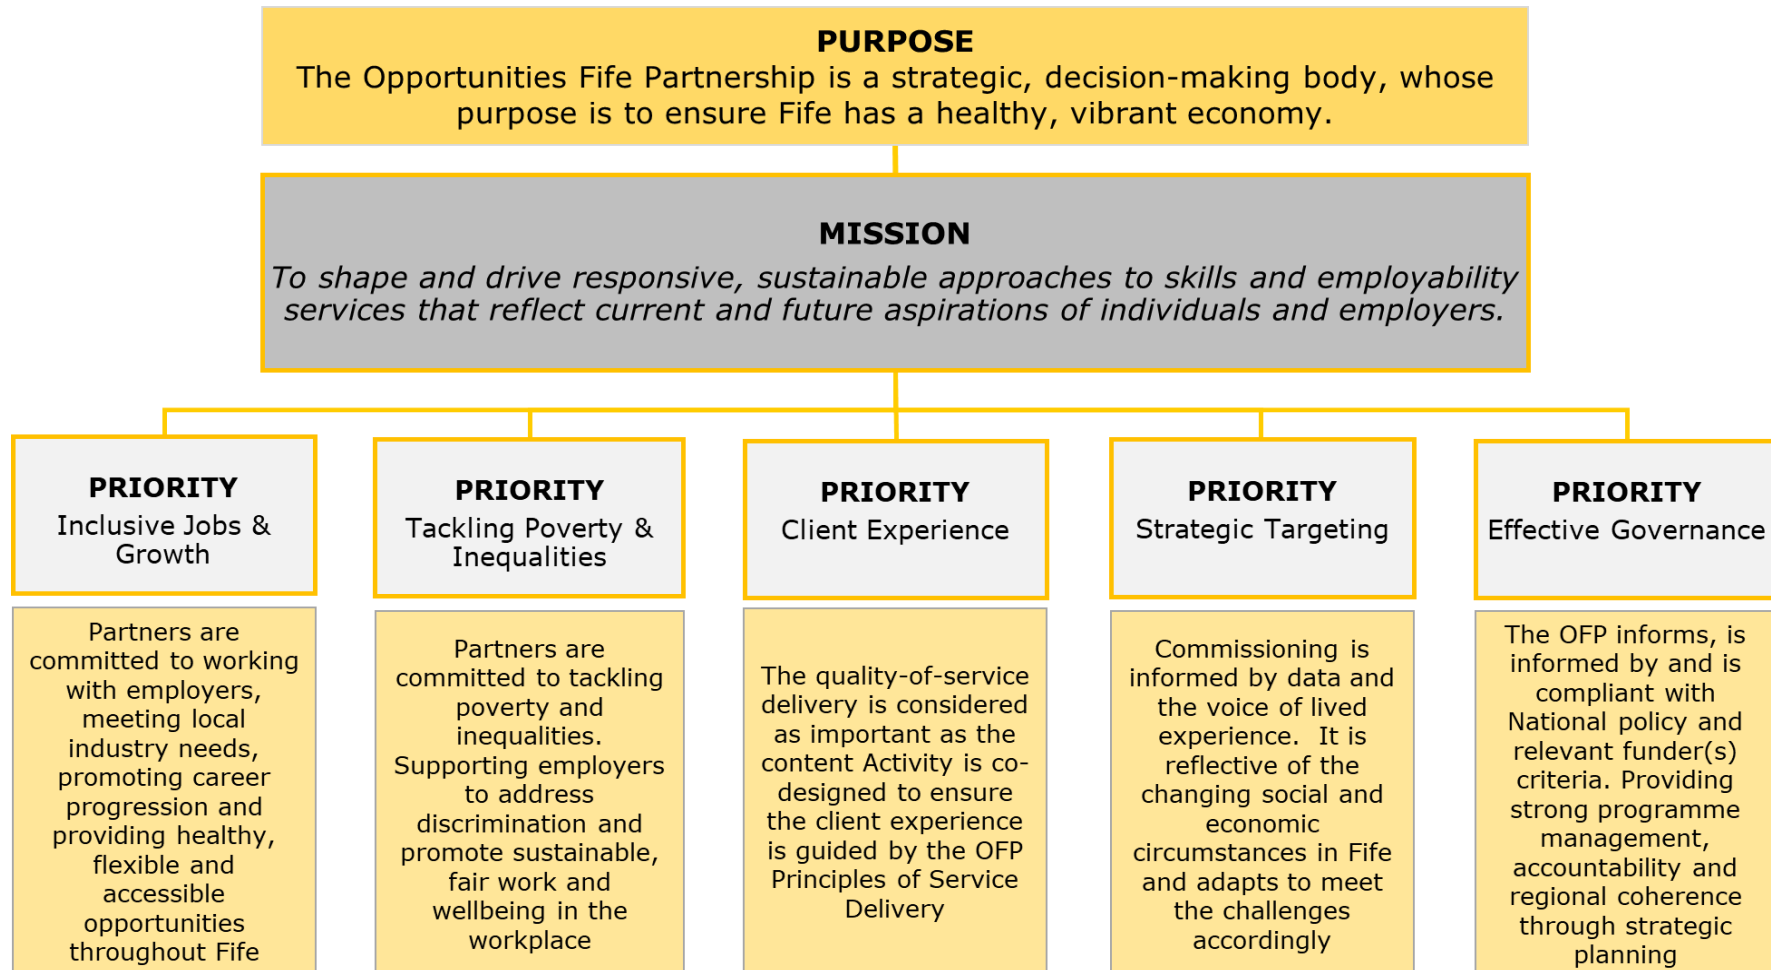 PURPOSE
The Opportunities Fife Partnership is a strategic, decision-making body, whose
purpose is to ensure Fife has a healthy, vibrant economy.
MISSION
To shape and drive responsive, sustainable approaches to skills and employability
services that reflect current and future aspirations of individuals and employers.
PRIORITY
Inclusive Jobs &
Growth
PRIORITY
Tackling Poverty &
Inequalities
PRIORITY
Client Experience
PRIORITY
Strategic Targeting
PRIORITY
Effective Governance
Partners are
committed to working
with employers,
meeting local
industry needs,
promoting career
progression and
providing healthy,
flexible and
accessible
opportunities
throughout Fife
Partners are
committed to tackling
poverty and
inequalities.
Supporting employers
to address
discrimination and
promote sustainable,
fair work and
wellbeing in the
workplace
The quality-of-service
delivery is considered
as important as the
content Activity is co-
designed to ensure
the client experience
is guided by the OFP
Principles of Service
Delivery
Commissioning is
informed by data and
the voice of lived
experience.  It is
reflective of the
changing social and
economic
circumstances in Fife
and adapts to meet
the challenges
accordingly
The OFP informs, is
informed by and is
compliant with
National policy and
relevant funder(s)
criteria. Providing
strong programme
management,
accountability and
regional coherence
through strategic
planning